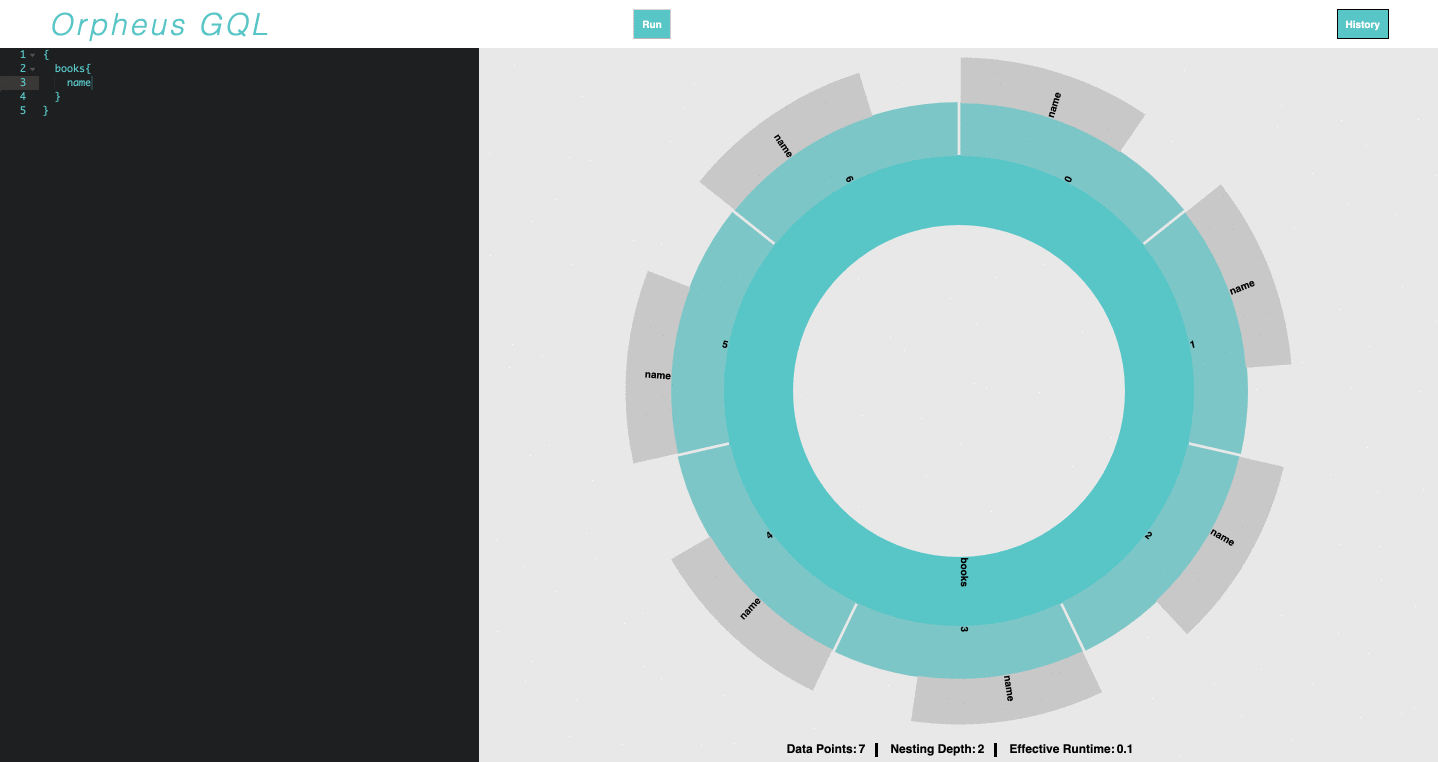 Orpheus GQL
Run
History
1 {
2 books{
3 name
4 }
5 }
name
name
0
6
name
5
1
name
4
2
name
books
name
3
name
Data Points: 7 | Nesting Depth: 2 | Effective Runtime: 0.1